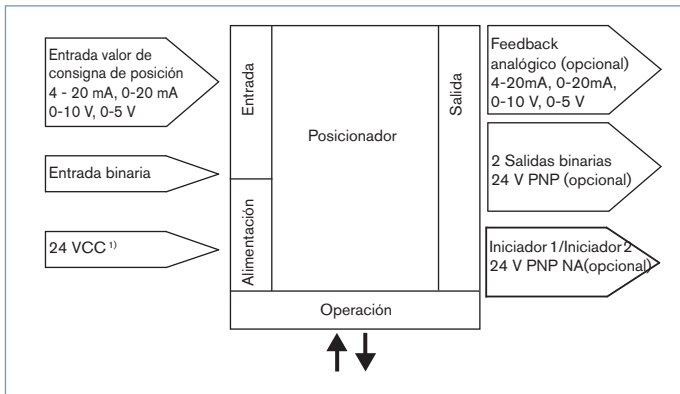 Entrada valor de
consigna de posición
4 - 20 mA, 0-20 mA
0-10 V, 0-5 V
Entrada binaria
24 VCC 1)
Entrada
Alimentación
Posicionador
Salida
Operación
Feedback
analógico (opcional)
4-20mA, 0-20mA,
0-10 V, 0-5 V
2 Salidas binarias
24 V PNP (opcional)
Iniciador 1/Iniciador 2
24 V PNP NA(opcional)